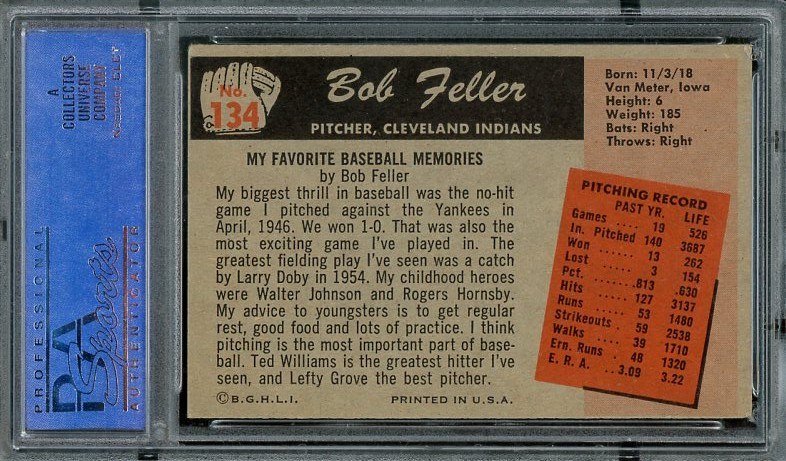 A
COLLECTORS
UNIVERSE
COMPANY
PROFESSIONAL
PSA
Sports
AUTHENTICATOR
No.
134
Bob Feller
PITCHER, CLEVELAND INDIANS
Born: 11/3/18
Van Meter, Iowa
Height: 6
Weight: 185
Bats: Right
Throws: Right
MY FAVORITE BASEBALL MEMORIES
by Bob Feller
My biggest thrill in baseball was the no-hit
game I pitched against the Yankees in
April, 1946. We won 1-0. That was also the
most exciting game I've played in. The
greatest fielding play I've seen was a catch
by Larry Doby in 1954. My childhood heroes
were Walter Johnson and Rogers Hornsby.
My advice to youngsters is to get regular
rest, good food and lots of practice. I think
pitching is the most important part of base-
ball. Ted Williams is the greatest hitter I've
seen, and Lefty Grove the best pitcher.
©B.G.H.L.I. PRINTED IN U.S.A.
PITCHING RECORD
PAST YR. LIFE
Games .... 19 526
In. Pitched 140 3687
Won ...... 13 262
Lost ...... 3 154
Pct. ..... .813 .630
Hits ..... 127 3137
Runs ..... 53 1480
Strikeouts . 59 2538
Walks .... 39 1710
Ern. Runs . 48 1320
E. R. A. ... 3.09 3.22